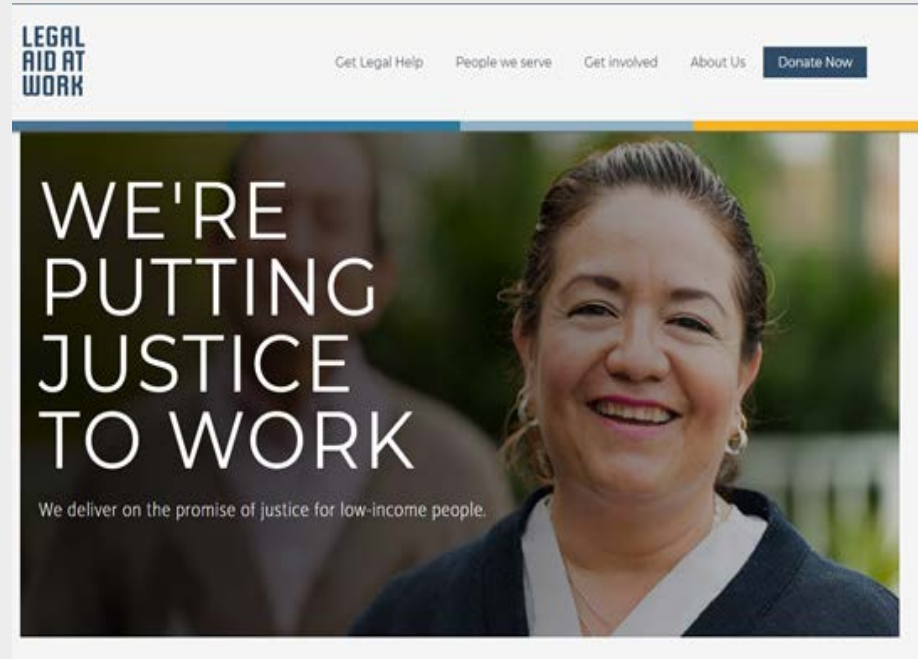 LEGAL
AID AT
WORK
Get Legal Help People we serve Get involved About Us Donate Now
WE'RE
PUTTING
JUSTICE
TO WORK
We deliver on the promise of justice for low-income people.